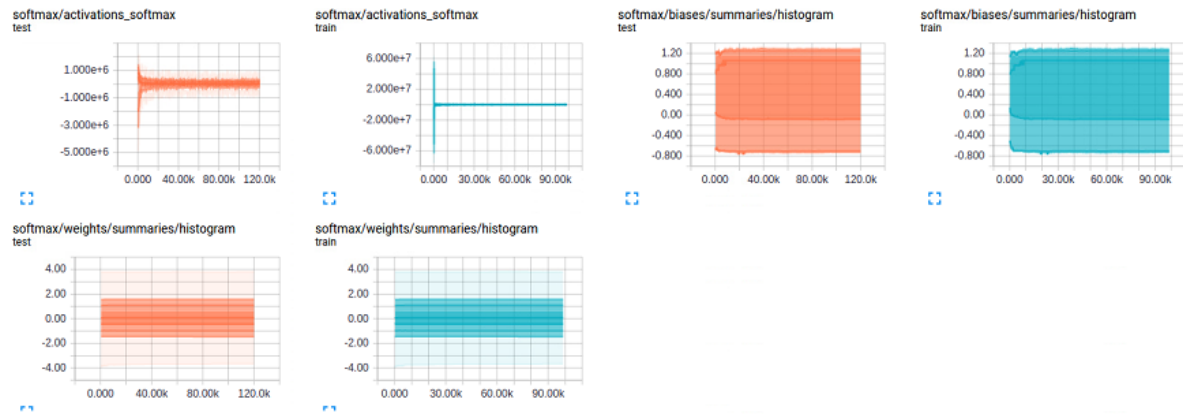 softmax/activations_softmax
test
1.000e+6
-1.000e+6
-3.000e+6
-5.000e+6
0.000 40.00k 80.00k 120.0k
softmax/activations_softmax
train
6.000e+7
2.000e+7
-2.000e+7
-6.000e+7
0.000 30.00k 60.00k 90.00k
softmax/biases/summaries/histogram
test
1.20
0.800
0.400
0.00
-0.400
-0.800
0.000 40.00k 80.00k 120.0k
softmax/biases/summaries/histogram
train
1.20
0.800
0.400
0.00
-0.400
-0.800
0.000 30.00k 60.00k 90.00k
softmax/weights/summaries/histogram
test
4.00
2.00
0.00
-2.00
-4.00
0.000 40.00k 80.00k 120.0k
softmax/weights/summaries/histogram
train
4.00
2.00
0.00
-2.00
-4.00
0.000 30.00k 60.00k 90.00k